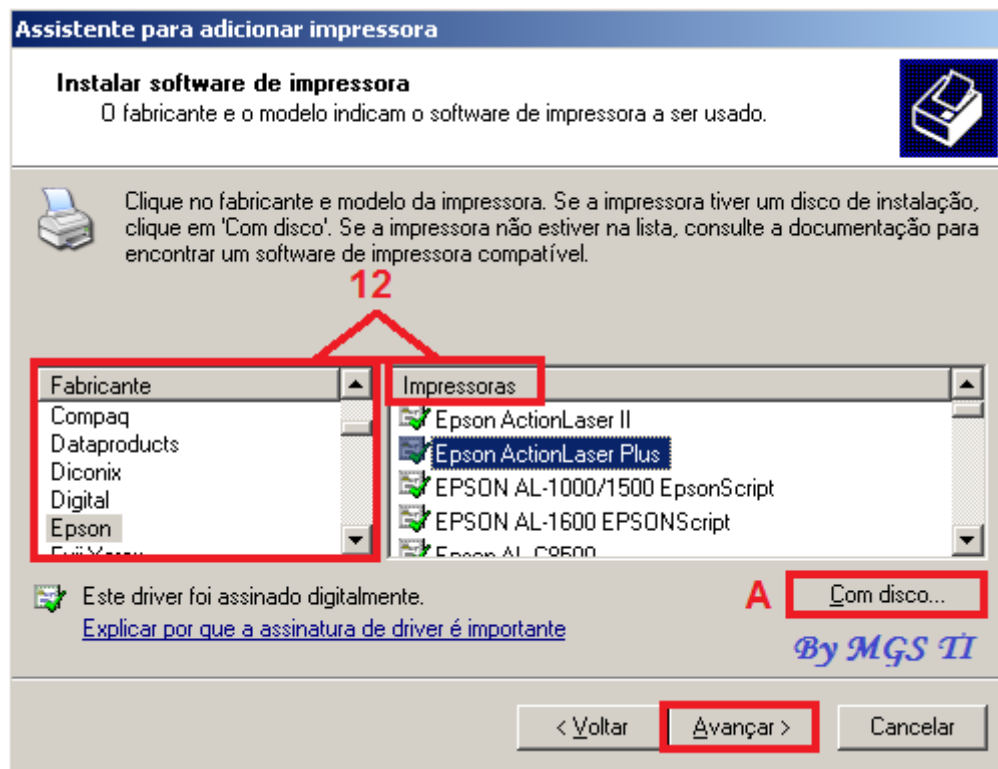 Assistente para adicionar impressora
Instalar software de impressora
O fabricante e o modelo indicam o software de impressora a ser usado.
Clique no fabricante e modelo da impressora. Se a impressora tiver um disco de instalação,
clique em 'Com disco'. Se a impressora não estiver na lista, consulte a documentação para
encontrar um software de impressora compatível.
12
Fabricante
Compaq
Dataproducts
Diconix
Digital
Epson
Impressoras
Epson ActionLaser II
Epson ActionLaser Plus
EPSON AL-1000/1500 EpsonScript
EPSON AL-1600 EPSONScript
Epson AL-C8500
Este driver foi assinado digitalmente.
Explicar por que a assinatura de driver é importante
A
Com disco...
By MGS TI
< Voltar
Avançar >
Cancelar